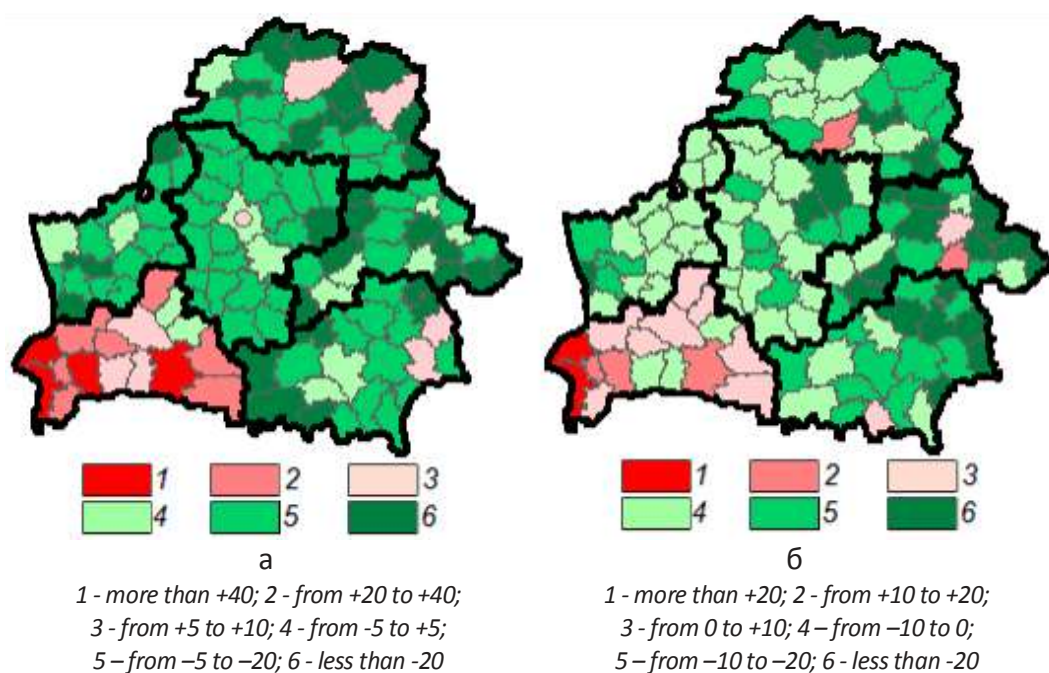 1 2 3
4 5 6
1 2 3
4 5 6
а
1 - more than +40; 2 - from +20 to +40;
3 - from +5 to +10; 4 - from -5 to +5;
5 – from –5 to –20; 6 - less than -20
б
1 - more than +20; 2 - from +10 to +20;
3 - from 0 to +10; 4 – from –10 to 0;
5 – from –10 to –20; 6 - less than -20